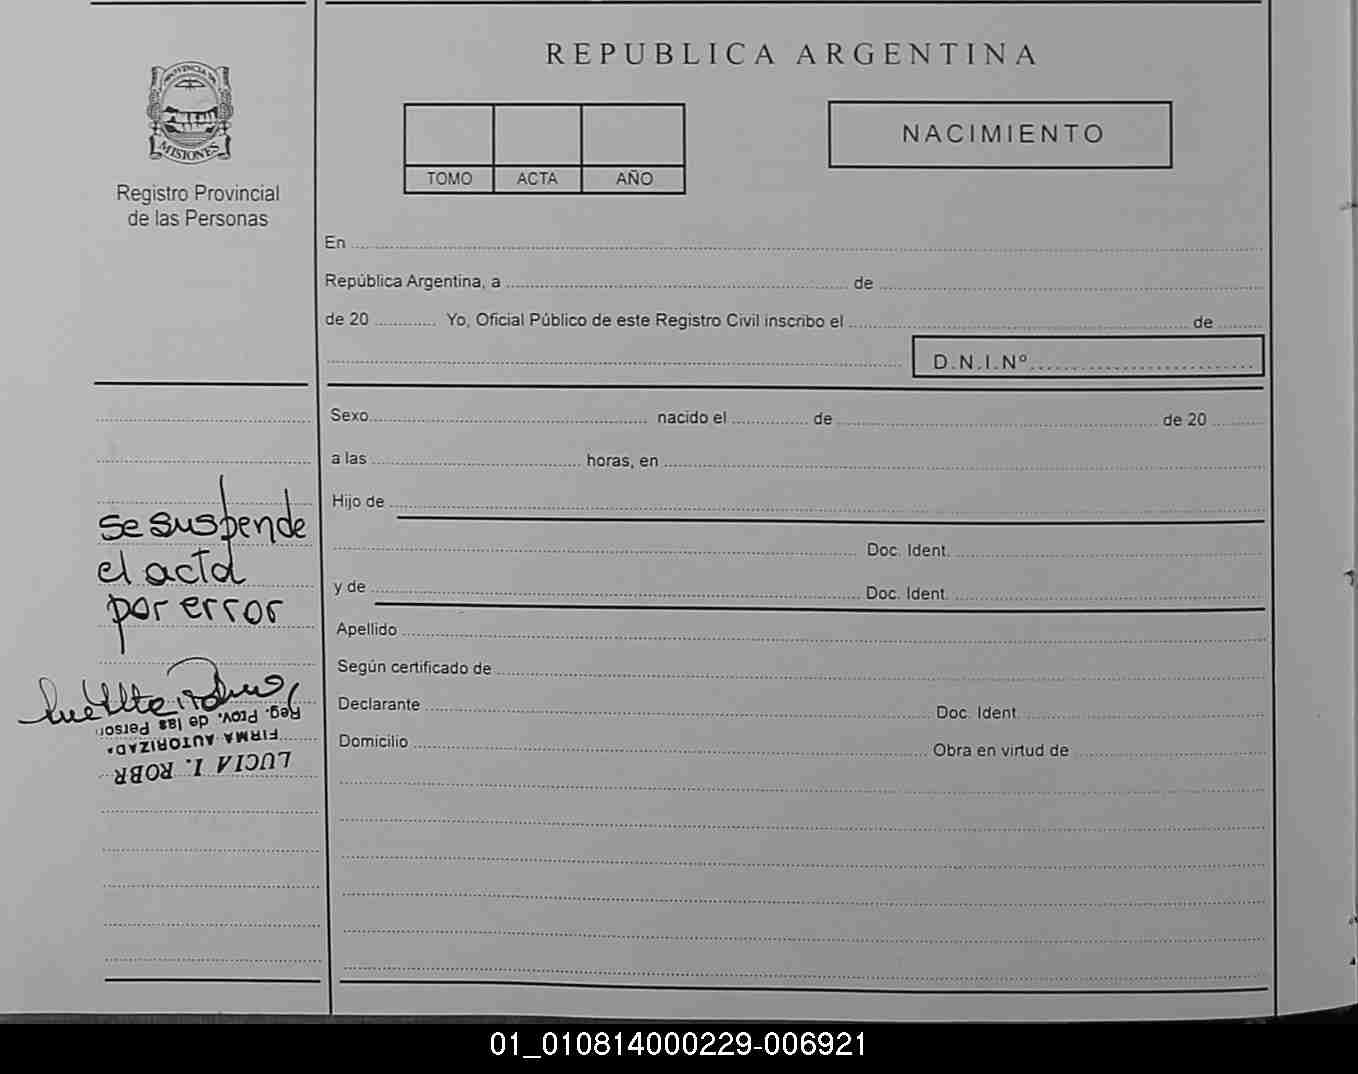 REPUBLICA ARGENTINA
PROVINCIA DE
MISIONES
Registro Provincial
de las Personas
TOMO ACTA AÑO
NACIMIENTO
En
República Argentina, a de
de 20 Yo, Oficial Público de este Registro Civil inscribo el de
D.N.I.Nº
Sexo nacido el de de 20
a las horas, en
Hijo de
Doc. Ident.
y de Doc. Ident.
Apellido
Según certificado de
Declarante Doc. Ident.
Domicilio Obra en virtud de
se suspende
el acta
por error
LUCIA I. ROBR
FIRMA AUTORIZADA
Reg. Prov. de las Person
01_010814000229-006921